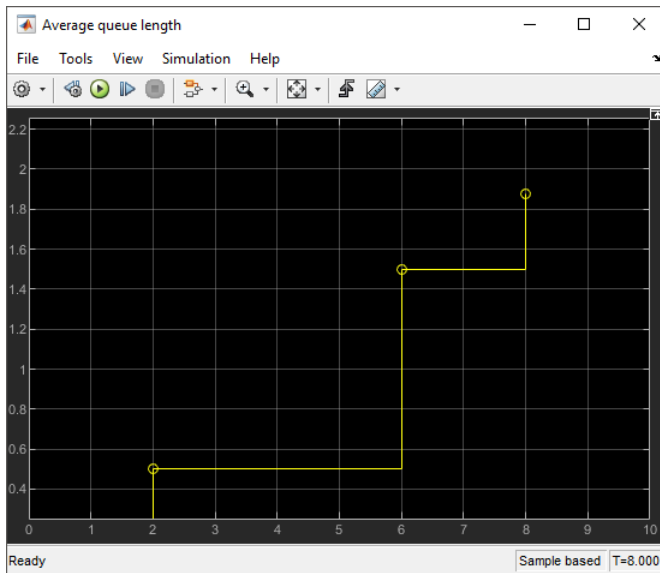 Average queue length
File Tools View Simulation Help
2.2
2
1.8
1.6
1.4
1.2
1
0.8
0.6
0.4
0 1 2 3 4 5 6 7 8 9 10
Ready Sample based T=8.000